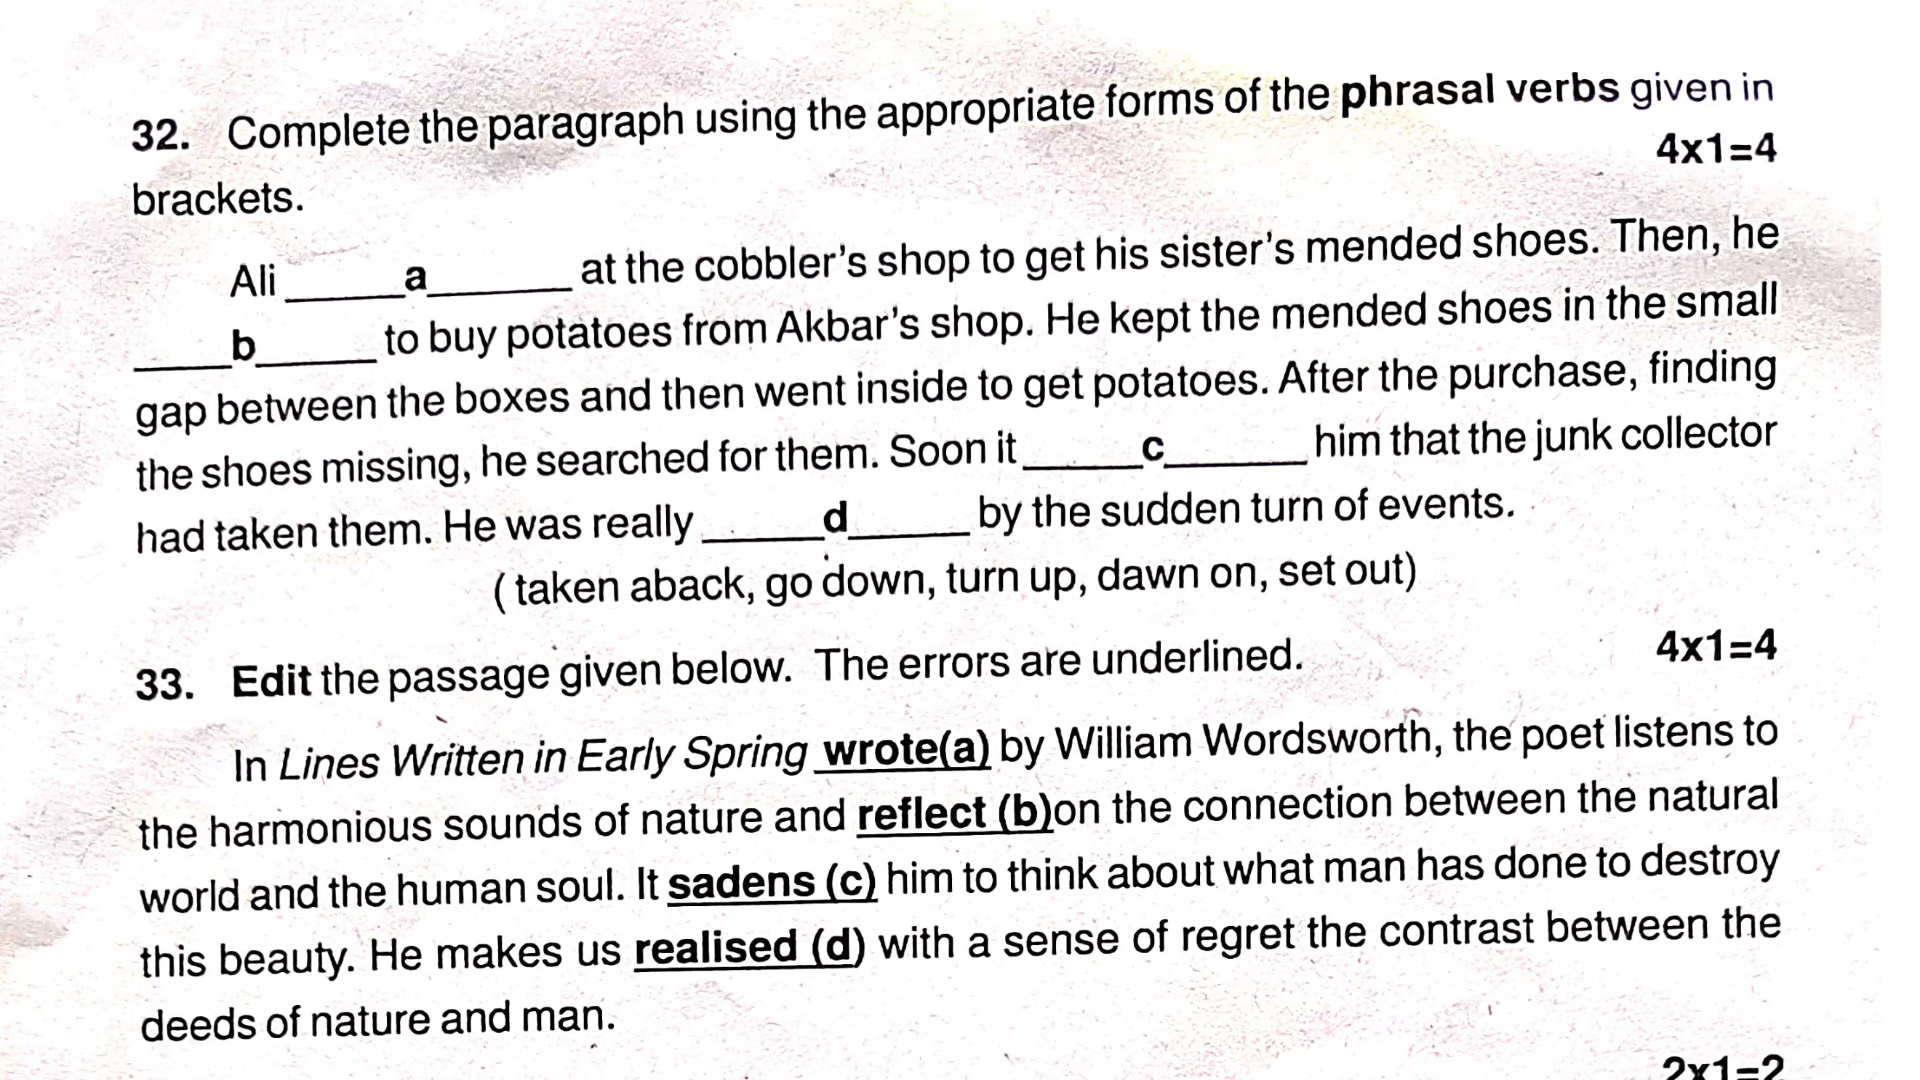 32. Complete the paragraph using the appropriate forms of the phrasal verbs given in
brackets. 4x1=4
Ali ______a_______ at the cobbler's shop to get his sister's mended shoes. Then, he
_____b______ to buy potatoes from Akbar's shop. He kept the mended shoes in the small
gap between the boxes and then went inside to get potatoes. After the purchase, finding
the shoes missing, he searched for them. Soon it ______c_______ him that the junk collector
had taken them. He was really ______d______ by the sudden turn of events.
( taken aback, go down, turn up, dawn on, set out)
33. Edit the passage given below. The errors are underlined. 4x1=4
In Lines Written in Early Spring wrote(a) by William Wordsworth, the poet listens to
the harmonious sounds of nature and reflect (b)on the connection between the natural
world and the human soul. It sadens (c) him to think about what man has done to destroy
this beauty. He makes us realised (d) with a sense of regret the contrast between the
deeds of nature and man.
2x1=2